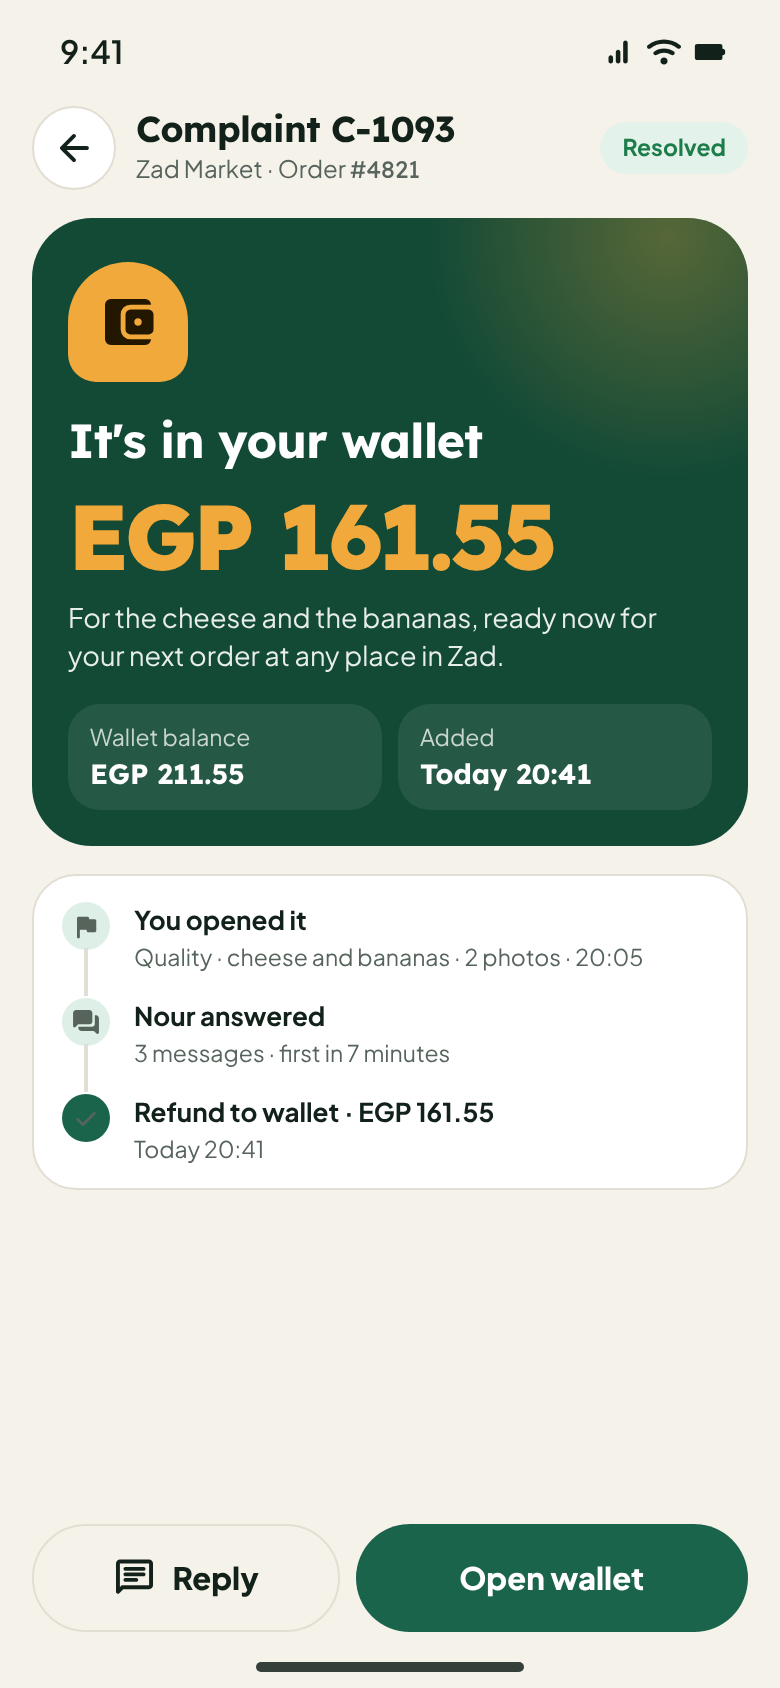 9:41
Complaint C-1093
Zad Market · Order #4821
Resolved
It's in your wallet
EGP 161.55
For the cheese and the bananas, ready now for
your next order at any place in Zad.
Wallet balance
EGP 211.55
Added
Today 20:41
You opened it
Quality · cheese and bananas · 2 photos · 20:05
Nour answered
3 messages · first in 7 minutes
Refund to wallet · EGP 161.55
Today 20:41
Reply
Open wallet